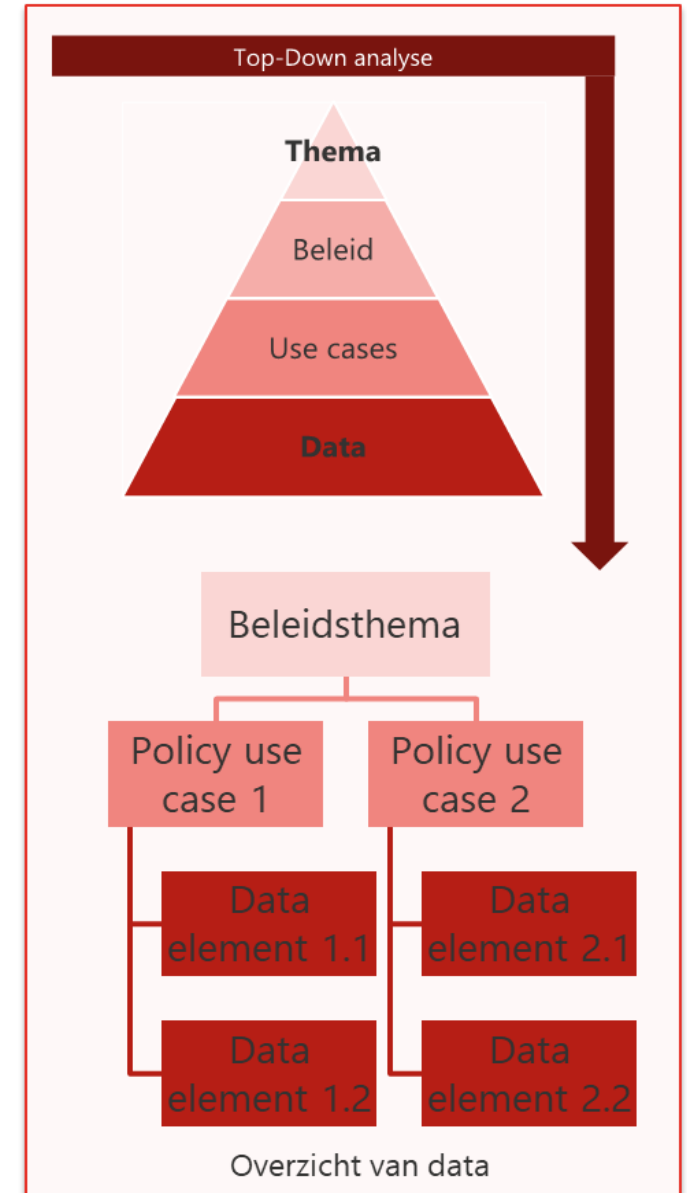 Top-Down analyse
Thema
Beleid
Use cases
Data
Beleidsthema
Policy use
case 1
Policy use
case 2
Data
element 1.1
Data
element 2.1
Data
element 1.2
Data
element 2.2
Overzicht van data